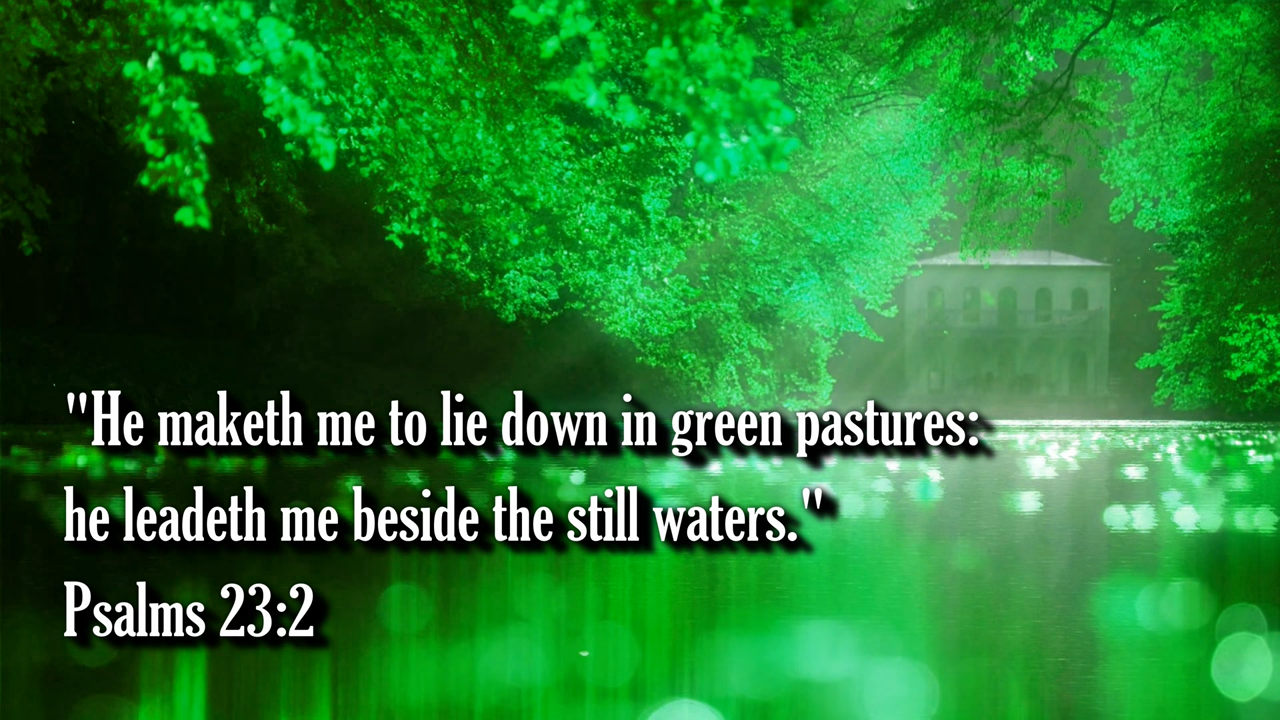 "He maketh me to lie down in green pastures:
he leadeth me beside the still waters."
Psalms 23:2